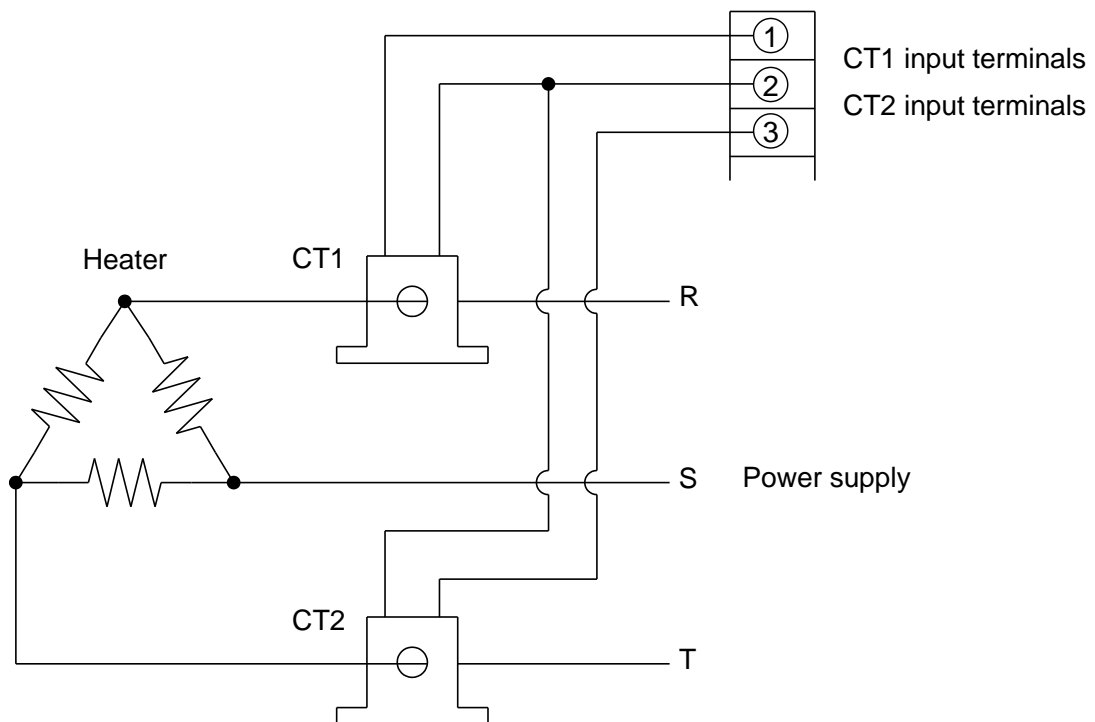 1
CT1 input terminals
2
CT2 input terminals
3
Heater
CT1
R
S
Power supply
CT2
T